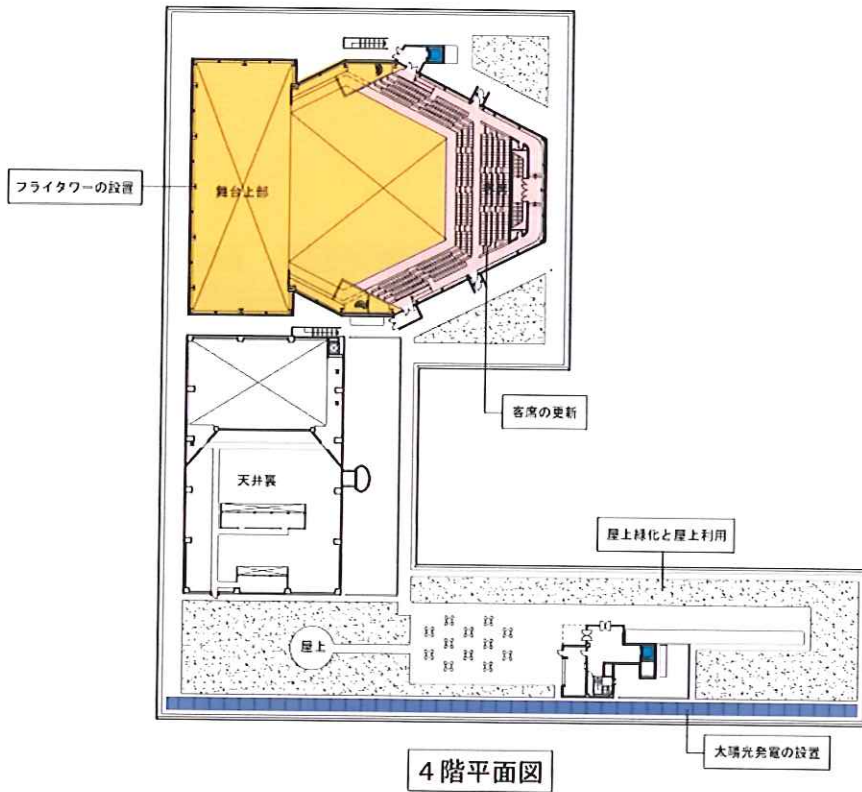 フライタワーの設置
舞台上部
客席
客席の更新
天井裏
屋上緑化と屋上利用
屋上
太陽光発電の設置
4階平面図